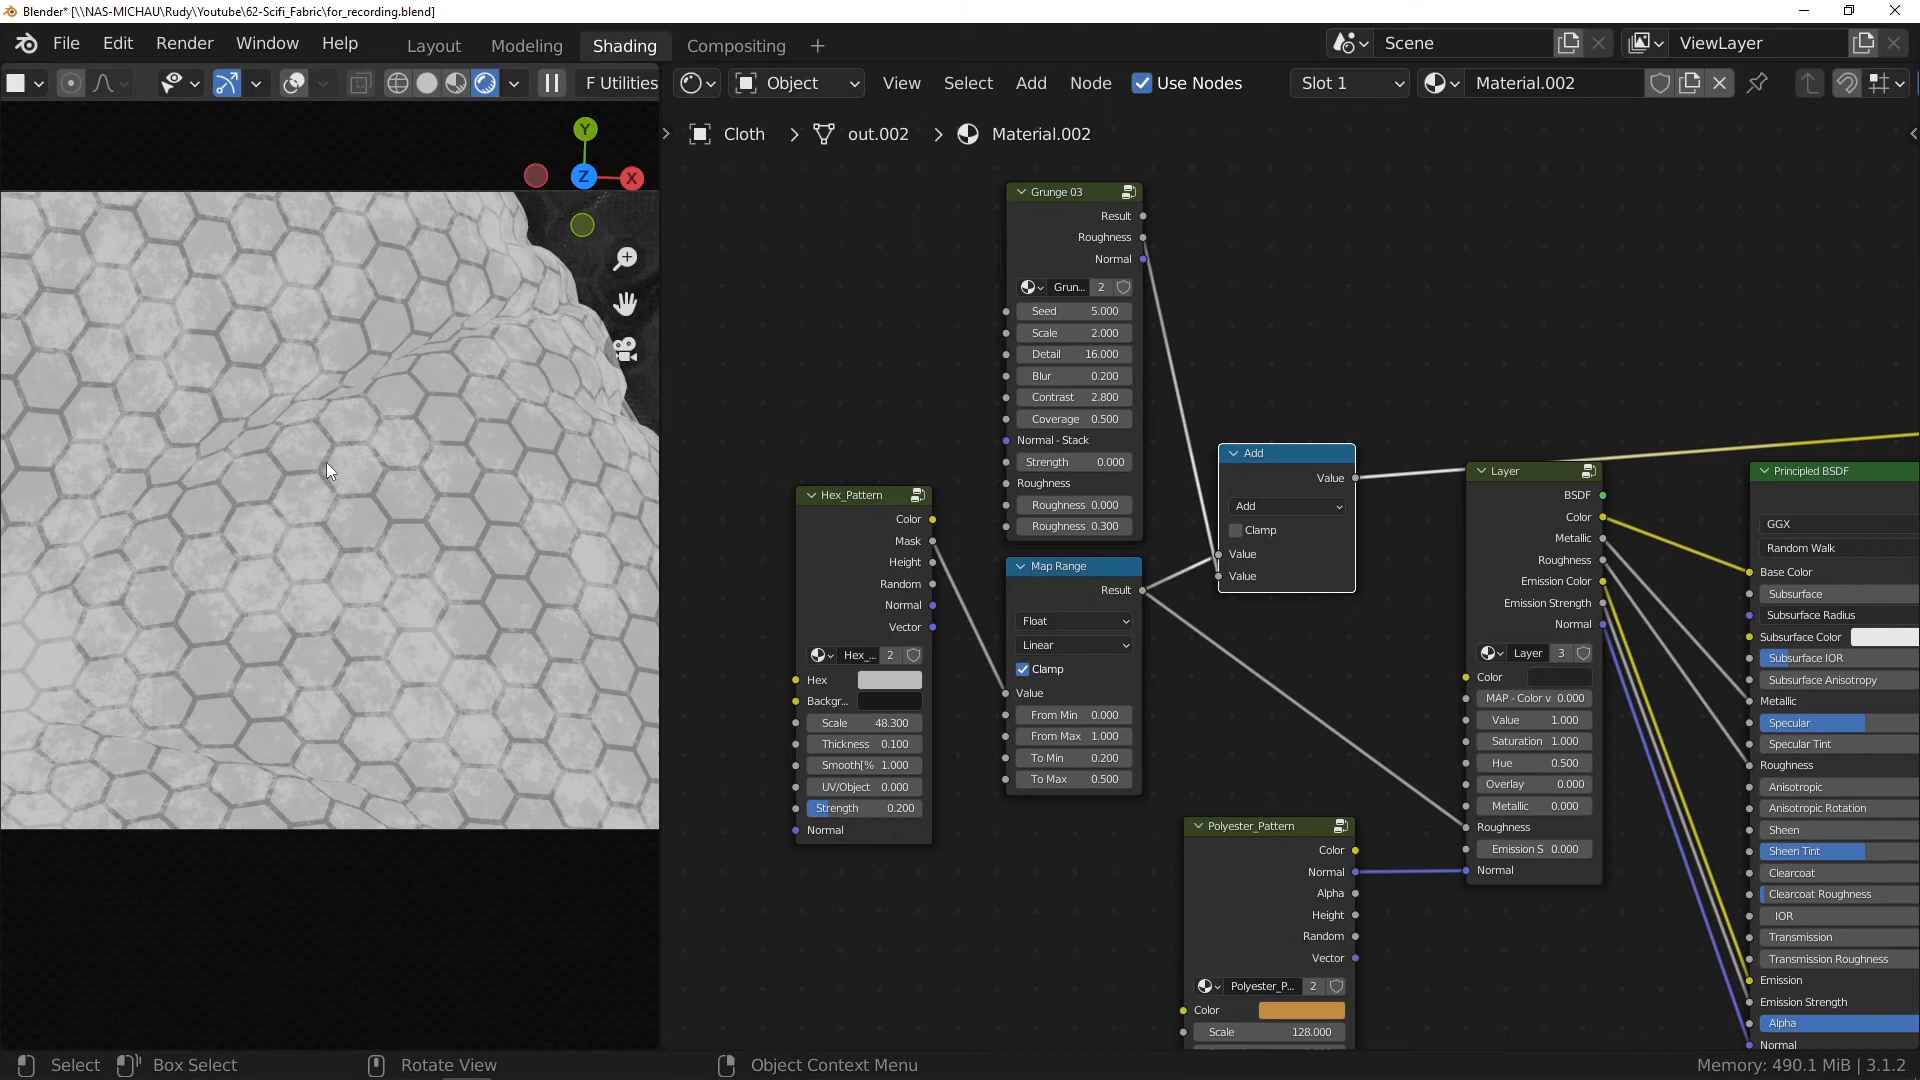 Blender* [\\NAS-MICHAU\Rudy\Youtube\62-Scifi_Fabric\for_recording.blend]
File Edit Render Window Help Layout Modeling Shading Compositing + Scene ViewLayer
F Utilities Object View Select Add Node Use Nodes Slot 1 Material.002
Cloth > out.002 > Material.002
Y
Z
X
Grunge 03
Result
Roughness
Normal
Grun... 2
Seed 5.000
Scale 2.000
Detail 16.000
Blur 0.200
Contrast 2.800
Coverage 0.500
Normal - Stack
Strength 0.000
Roughness
Roughness 0.000
Roughness 0.300
Hex_Pattern
Color
Mask
Height
Random
Normal
Vector
Hex_... 2
Hex
Backgr...
Scale 48.300
Thickness 0.100
Smooth[% 1.000
UV/Object 0.000
Strength 0.200
Normal
Map Range
Result
Float
Linear
Clamp
Value
From Min 0.000
From Max 1.000
To Min 0.200
To Max 0.500
Add
Value
Add
Clamp
Value
Value
Polyester_Pattern
Color
Normal
Alpha
Height
Random
Vector
Polyester_P... 2
Color
Scale 128.000
Layer
BSDF
Color
Metallic
Roughness
Emission Color
Emission Strength
Normal
Layer 3
Color
MAP - Color v 0.000
Value 1.000
Saturation 1.000
Hue 0.500
Overlay 0.000
Metallic 0.000
Roughness
Emission S 0.000
Normal
Principled BSDF
GGX
Random Walk
Base Color
Subsurface
Subsurface Radius
Subsurface Color
Subsurface IOR
Subsurface Anisotropy
Metallic
Specular
Specular Tint
Roughness
Anisotropic
Anisotropic Rotation
Sheen
Sheen Tint
Clearcoat
Clearcoat Roughness
IOR
Transmission
Transmission Roughness
Emission
Emission Strength
Alpha
Normal
Select Box Select Rotate View Object Context Menu Memory: 490.1 MiB | 3.1.2